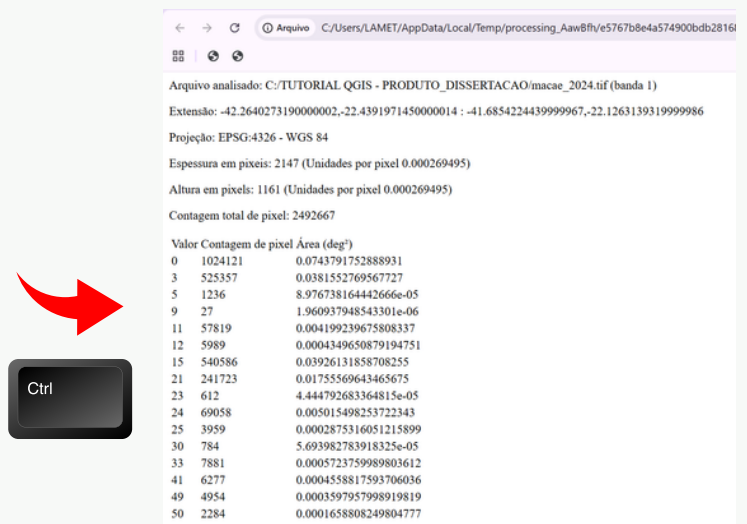 Arquivo C:/Users/LAMET/AppData/Local/Temp/processing_AawBfh/e5767b8e4a574900bdb28168
Arquivo analisado: C:/TUTORIAL QGIS - PRODUTO_DISSERTACAO/macae_2024.tif (banda 1)
Extensão: -42.2640273190000002,-22.4391971450000014 : -41.6854224439999967,-22.1263139319999986
Projeção: EPSG:4326 - WGS 84
Espessura em pixeis: 2147 (Unidades por pixel 0.000269495)
Altura em pixels: 1161 (Unidades por pixel 0.000269495)
Contagem total de pixel: 2492667
Valor Contagem de pixel Área (deg²)
0 1024121 0.0743791752888931
3 525357 0.0381552769567727
5 1236 8.976738164442666e-05
9 27 1.960937948543301e-06
11 57819 0.004199239675808337
12 5989 0.0004349650879194751
15 540586 0.03926131858708255
21 241723 0.01755569643465675
23 612 4.444792683364815e-05
24 69058 0.005015498253722343
25 3959 0.0002875316051215899
30 784 5.693982783918325e-05
33 7881 0.0005723759989803612
41 6277 0.0004558817593706036
49 4954 0.0003597957998919819
50 2284 0.0001658808249804777
Ctrl